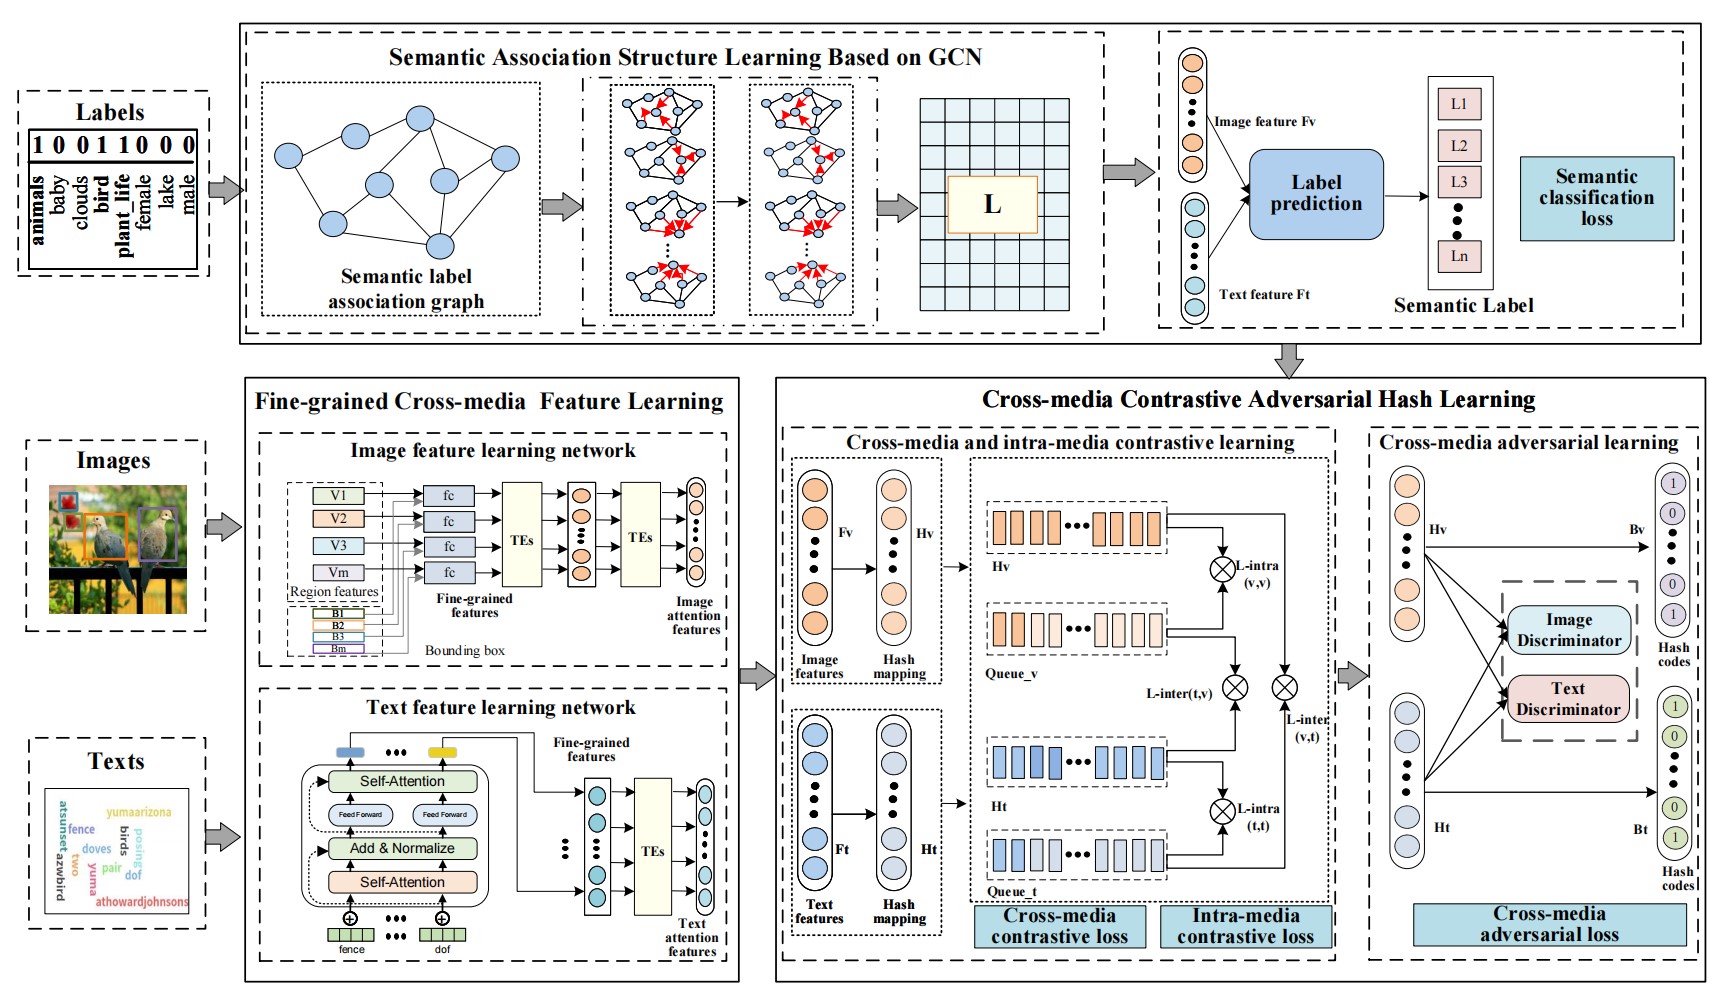 Labels
1 0 0 1 1 0 0 0
animals
baby
clouds
bird
plant_life
female
lake
male
Semantic Association Structure Learning Based on GCN
Semantic label
association graph
L
Image feature Fv
Text feature Ft
Label
prediction
L1
L2
L3
Ln
Semantic Label
Semantic
classification
loss
Images
Texts
atsunset
yumaarizona
fence
birds
posing
doves
two
azwbird
yuma
pair
dof
athowardjohnsons
Fine-grained Cross-media Feature Learning
Image feature learning network
V1
V2
V3
Vm
Region features
B1
B2
B3
Bm
Bounding box
fc
fc
fc
fc
Fine-grained
features
TEs
TEs
Image
attention
features
Text feature learning network
Self-Attention
Feed Forward
Feed Forward
Add & Normalize
Self-Attention
fence
dof
Fine-grained
features
TEs
Text
attention
features
Cross-media Contrastive Adversarial Hash Learning
Cross-media and intra-media contrastive learning
Fv
Hv
Image
features
Hash
mapping
Ft
Ht
Text
features
Hash
mapping
Hv
Queue_v
Ht
Queue_t
L-intra
(v,v)
L-inter(t,v)
L-inter
(v,t)
L-intra
(t,t)
Cross-media
contrastive loss
Intra-media
contrastive loss
Cross-media adversarial learning
Hv
Bv
1
0
0
1
Hash
codes
Image
Discriminator
Text
Discriminator
Ht
Bt
1
0
0
1
Hash
codes
Cross-media
adversarial loss